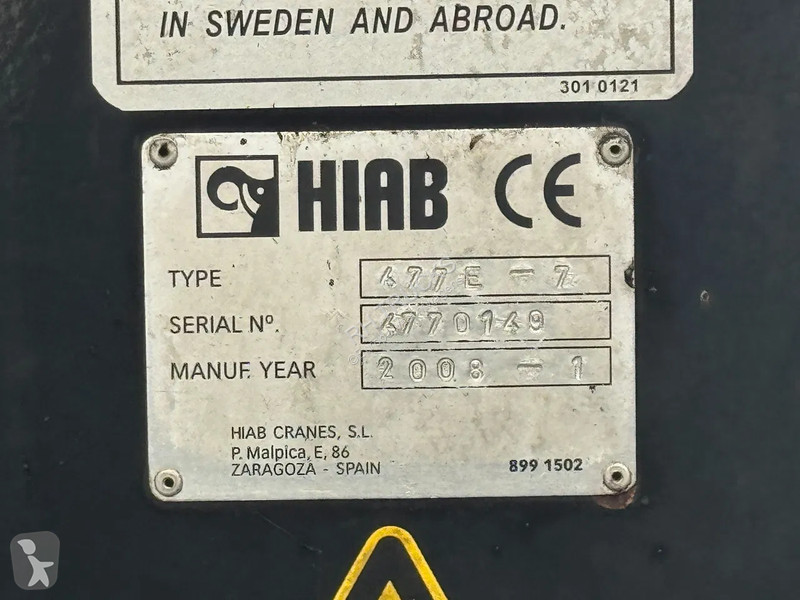 IN SWEDEN AND ABROAD.
301 0121
HIAB CE
TYPE 477E-7
SERIAL Nº. 4770149
MANUF. YEAR 2008-1
HIAB CRANES, S.L.
P. Malpica, E, 86
ZARAGOZA - SPAIN
899 1502